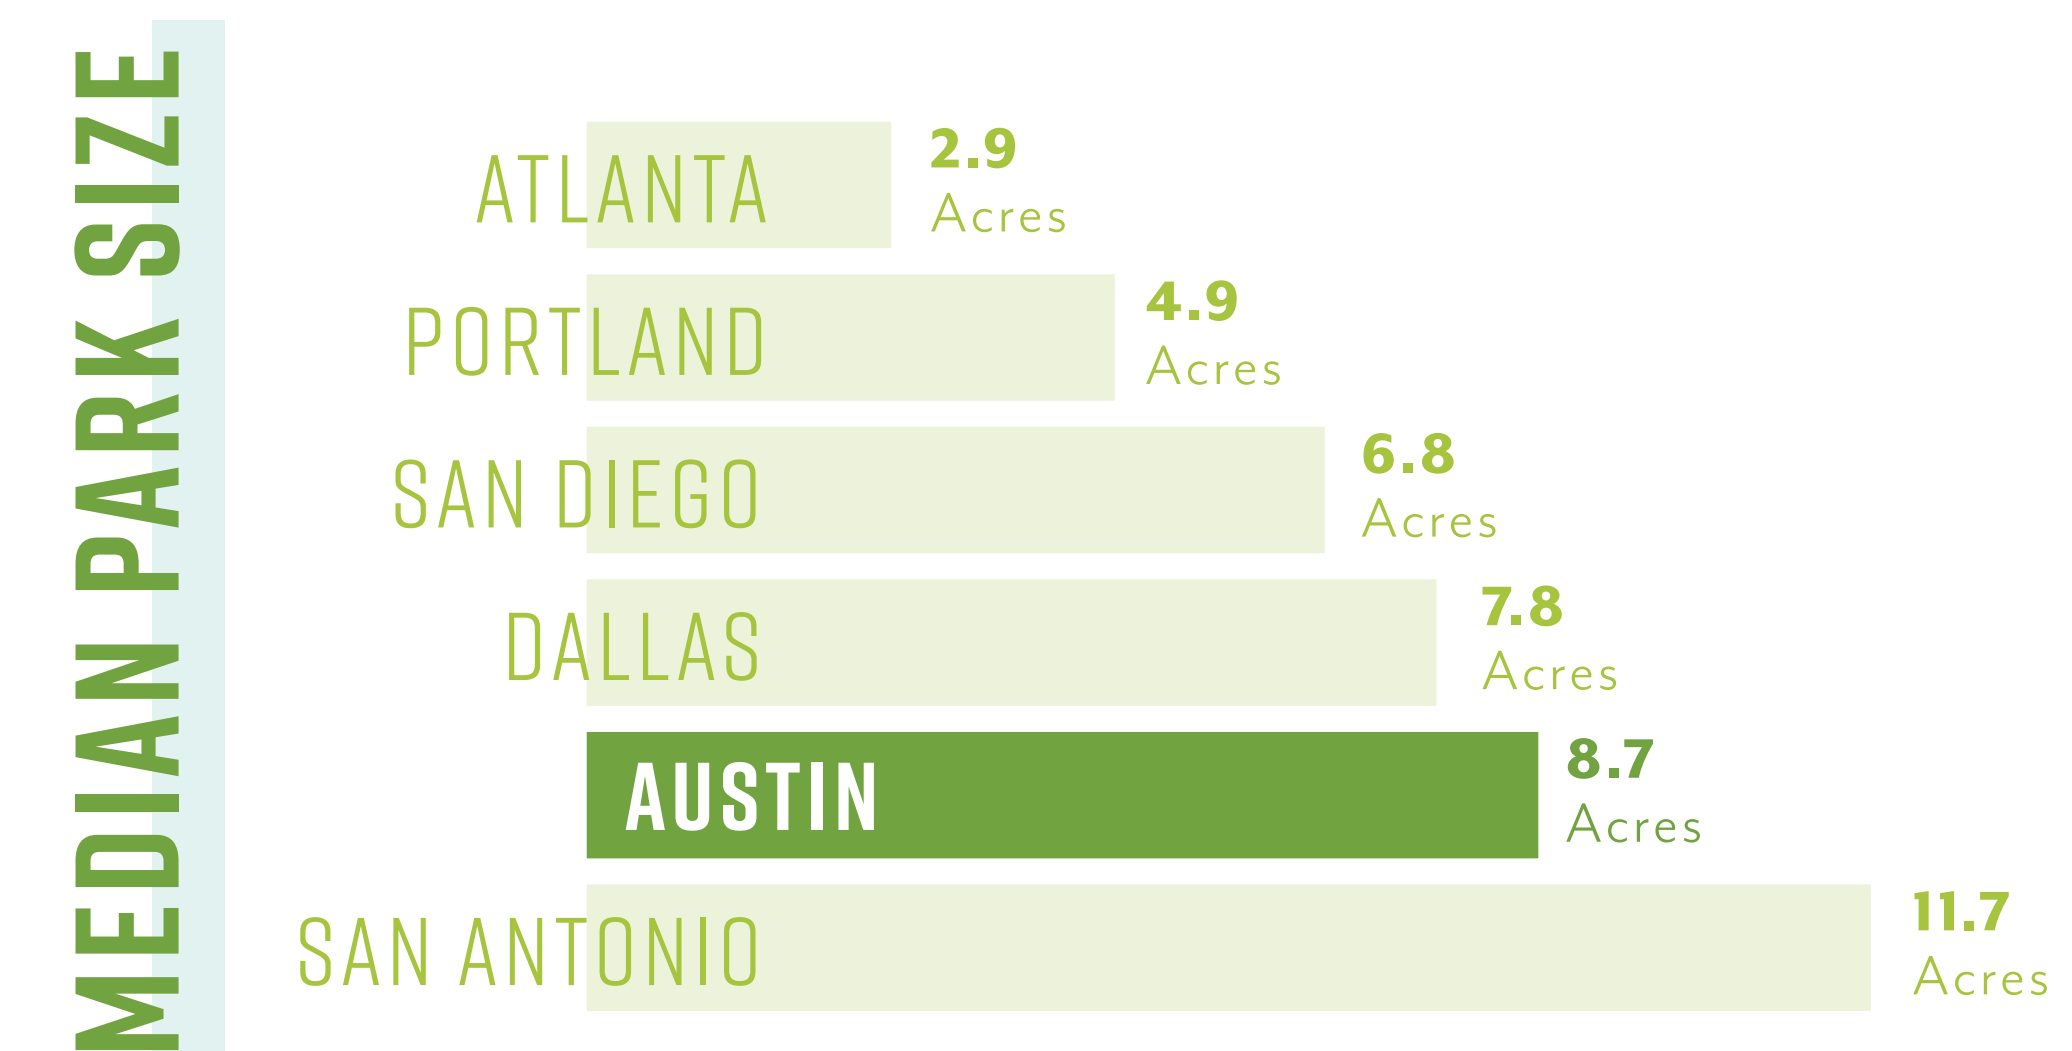 MEDIAN PARK SIZE
ATLANTA
2.9
Acres
PORTLAND
4.9
Acres
SAN DIEGO
6.8
Acres
DALLAS
7.8
Acres
AUSTIN
8.7
Acres
SAN ANTONIO
11.7
Acres